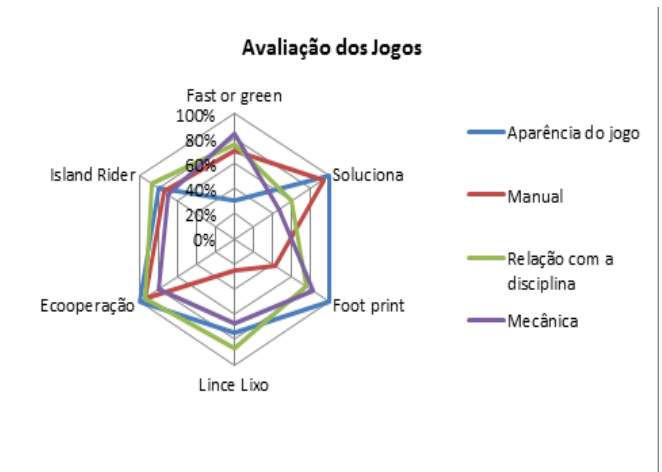 Avaliação dos Jogos
Fast or green
100%
80%
60%
40%
20%
0%
Island Rider
Soluciona
Ecooperação
Foot print
Lince Lixo
Aparência do jogo
Manual
Relação com a
disciplina
Mecânica